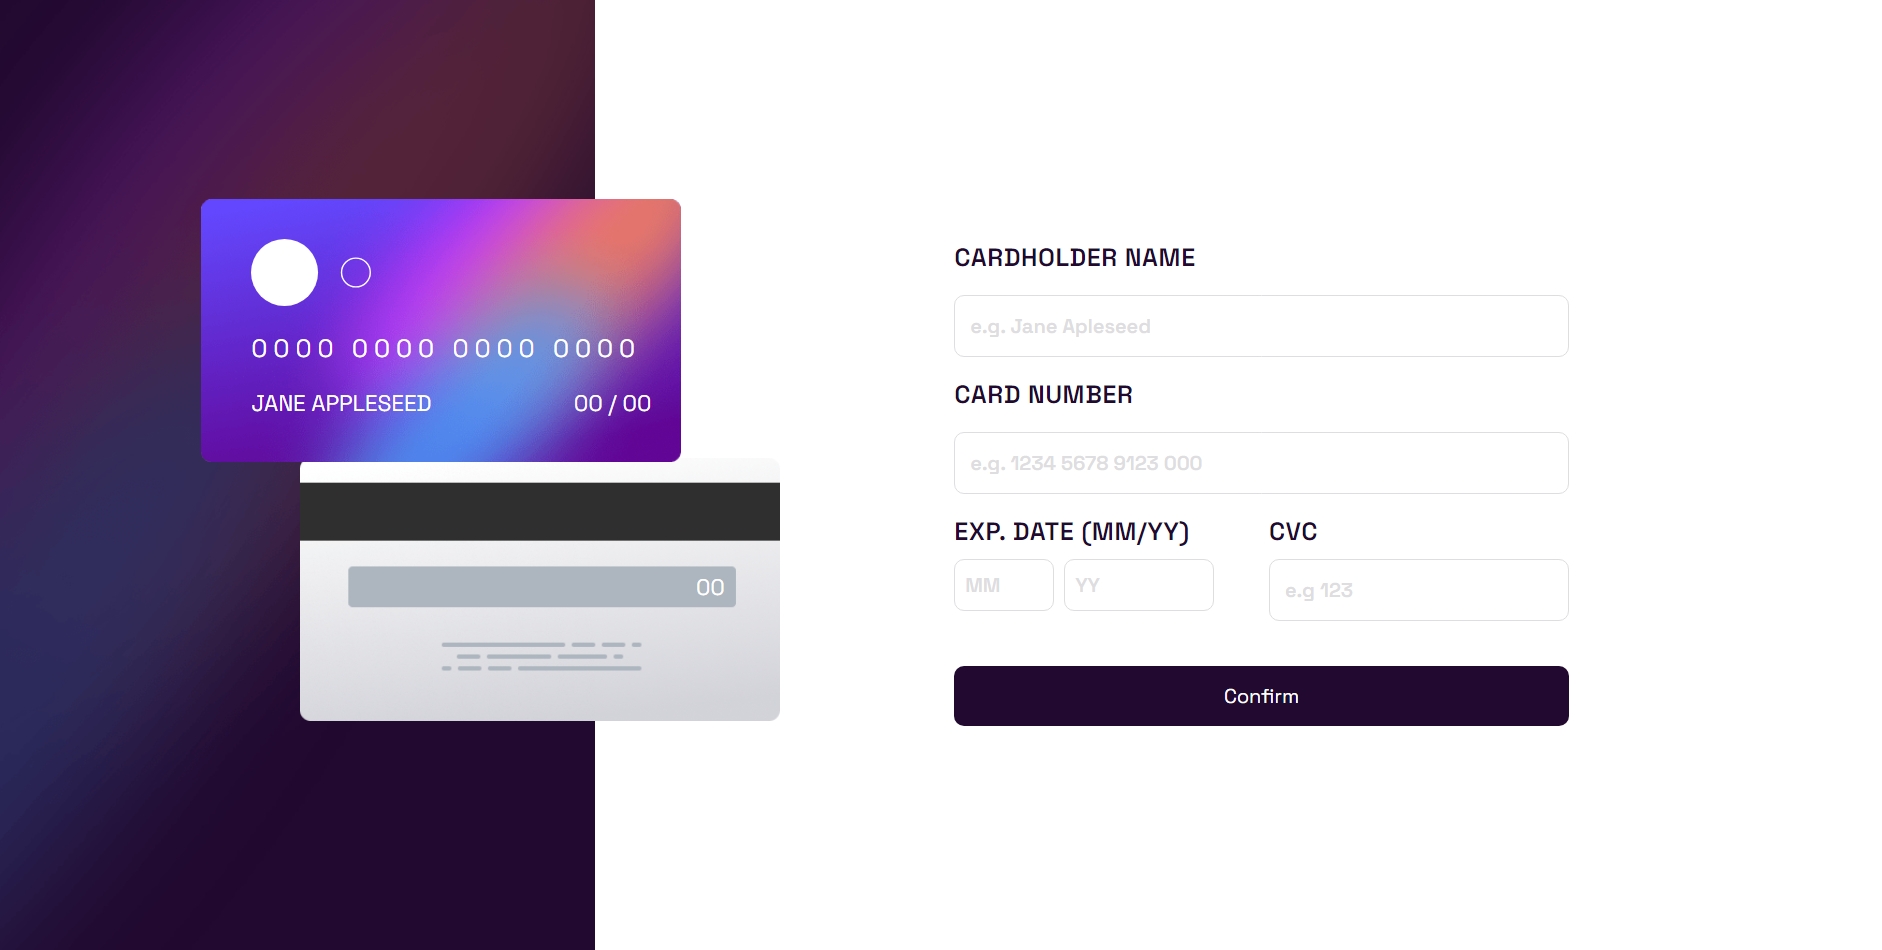 0000 0000 0000 0000
JANE APPLESEED 00 / 00
00
CARDHOLDER NAME
e.g. Jane Apleseed
CARD NUMBER
e.g. 1234 5678 9123 000
EXP. DATE (MM/YY) CVC
MM YY e.g 123
Confirm